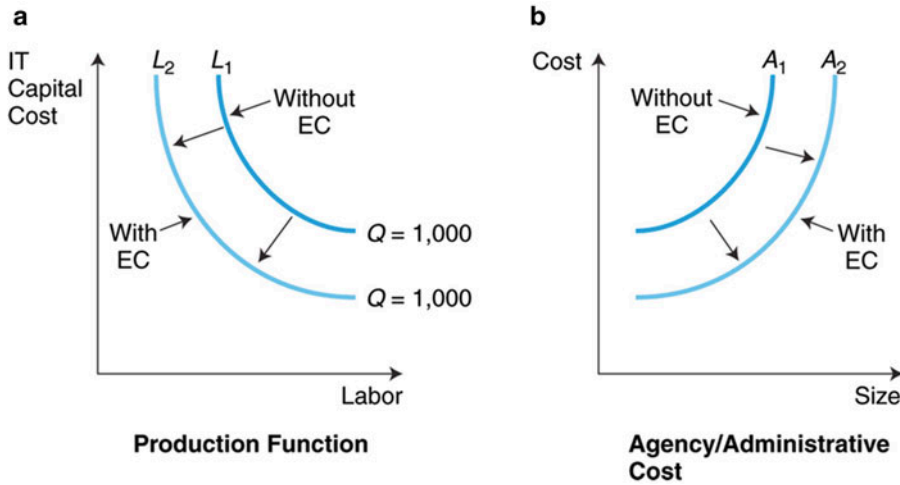 a
IT
Capital
Cost
L2
L1
Without
EC
With
EC
Q = 1,000
Q = 1,000
Labor
Production Function
b
Cost
A1
A2
Without
EC
With
EC
Size
Agency/Administrative
Cost